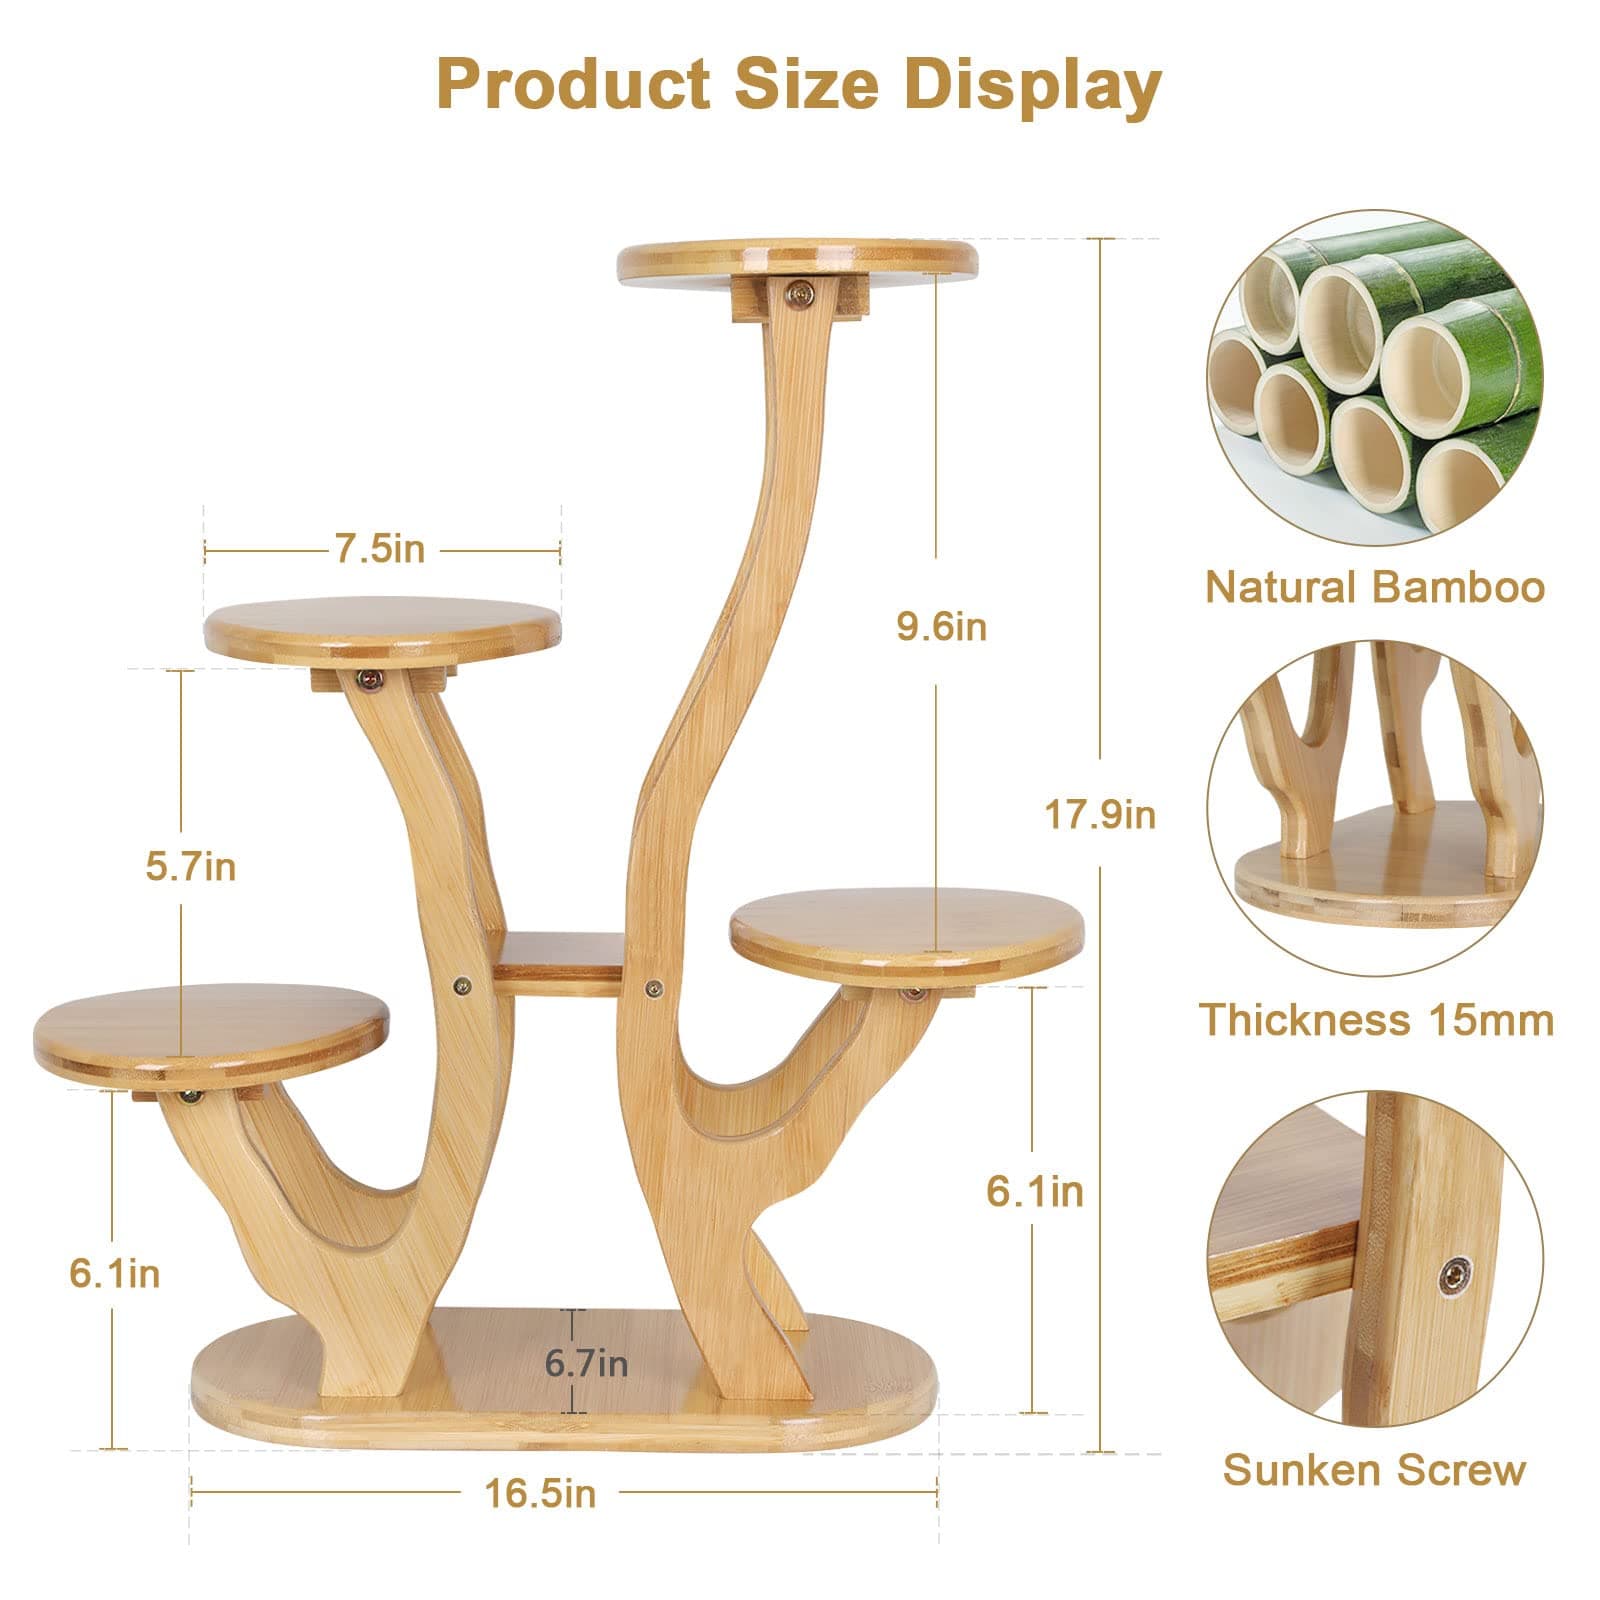 Product Size Display
7.5in
9.6in
Natural Bamboo
17.9in
5.7in
Thickness 15mm
6.1in
6.1in
6.7in
Sunken Screw
16.5in